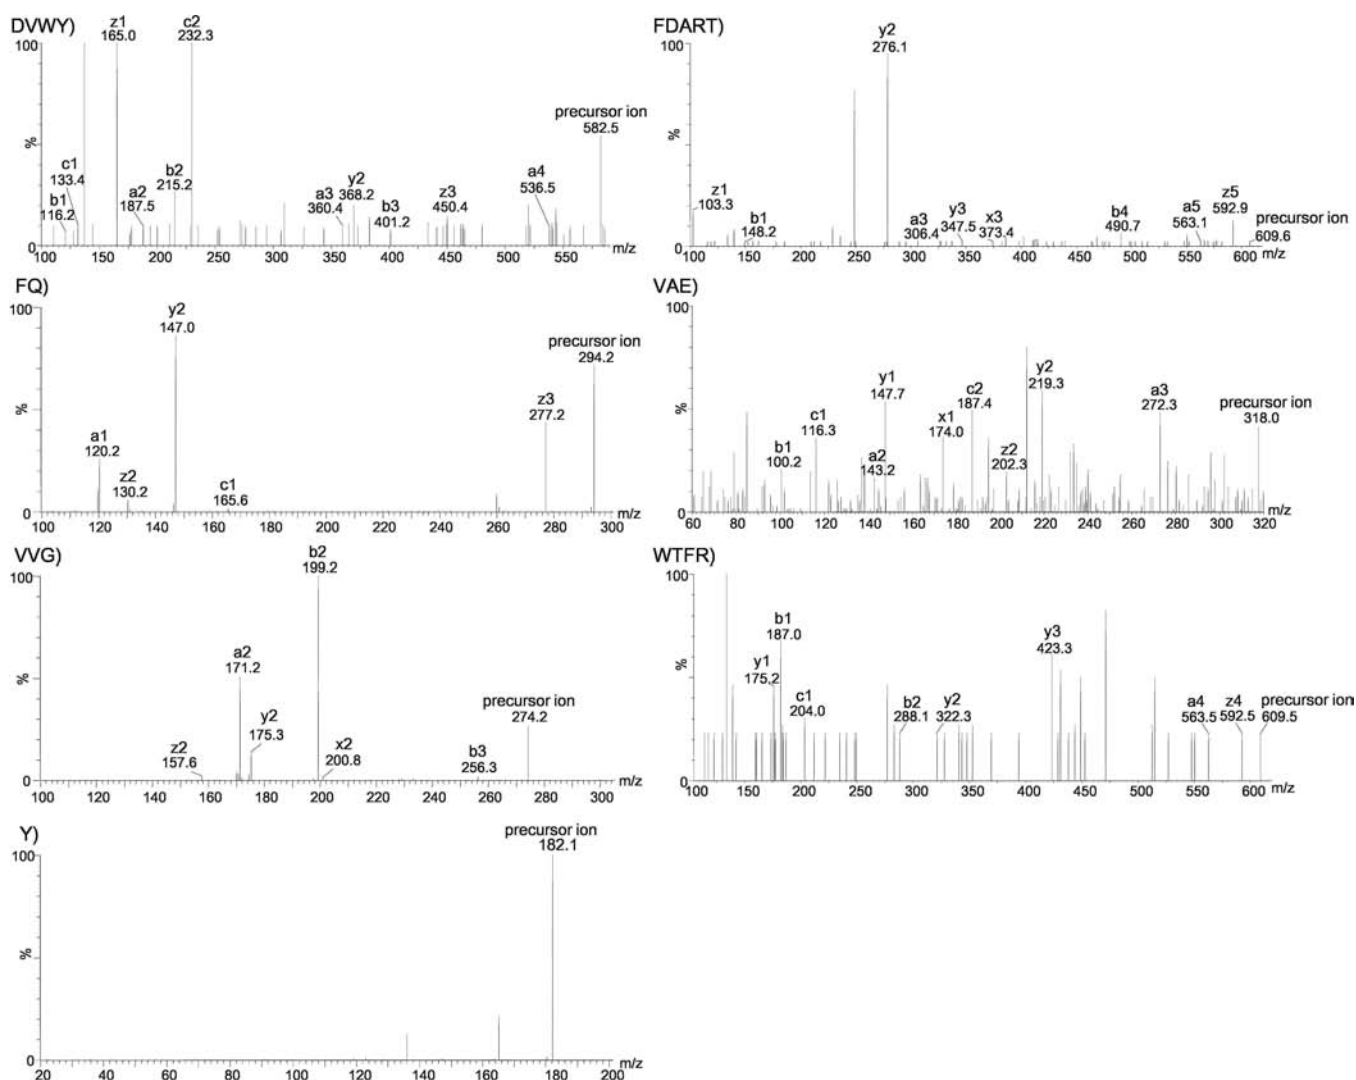 DVWY)
z1
165.0
c2
232.3
precursor ion
582.5
c1
133.4
b1
116.2
a2
187.5
b2
215.2
a3
360.4
y2
368.2
b3
401.2
z3
450.4
a4
536.5
100
%
0
100 150 200 250 300 350 400 450 500 550 m/z
FDART)
y2
276.1
z1
103.3
b1
148.2
a3
306.4
y3
347.5
x3
373.4
b4
490.7
a5
563.1
z5
592.9
precursor ion
609.6
100
%
0
100 150 200 250 300 350 400 450 500 550 600 m/z
FQ)
y2
147.0
precursor ion
294.2
z3
277.2
a1
120.2
z2
130.2
c1
165.6
100
%
0
100 120 140 160 180 200 220 240 260 280 300 m/z
VAE)
y1
147.7
c2
187.4
y2
219.3
a3
272.3
precursor ion
318.0
c1
116.3
x1
174.0
b1
100.2
a2
143.2
z2
202.3
100
%
0
60 80 100 120 140 160 180 200 220 240 260 280 300 320 m/z
VVG)
b2
199.2
a2
171.2
y2
175.3
precursor ion
274.2
z2
157.6
x2
200.8
b3
256.3
100
%
0
100 120 140 160 180 200 220 240 260 280 300 m/z
WTFR)
b1
187.0
y3
423.3
y1
175.2
c1
204.0
b2
288.1
y2
322.3
a4
563.5
z4
592.5
precursor ion
609.5
100
%
0
100 150 200 250 300 350 400 450 500 550 600 m/z
Y)
precursor ion
182.1
100
%
0
20 40 60 80 100 120 140 160 180 200 m/z